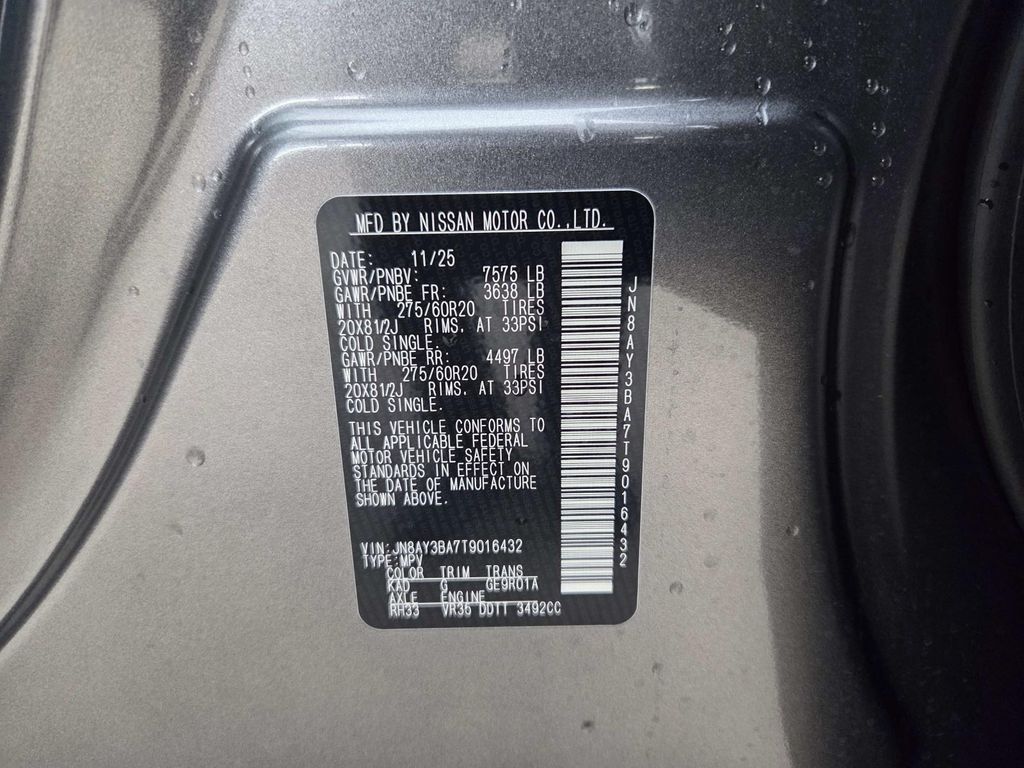 MFD BY NISSAN MOTOR CO.,LTD.
DATE: 11/25
GVWR/PNBV: 7575 LB
GAWR/PNBE FR: 3638 LB
WITH 275/60R20 TIRES
20X81/2J RIMS. AT 33PSI
COLD SINGLE.
GAWR/PNBE RR: 4497 LB
WITH 275/60R20 TIRES
20X81/2J RIMS. AT 33PSI
COLD SINGLE.
THIS VEHICLE CONFORMS TO
ALL APPLICABLE FEDERAL
MOTOR VEHICLE SAFETY
STANDARDS IN EFFECT ON
THE DATE OF MANUFACTURE
SHOWN ABOVE.
VIN: JN8AY3BA7T9016432
TYPE: MPV
COLOR TRIM TRANS
KAD G GE9R01A
AXLE ENGINE
RH33 VR35 DDTT 3492CC
JN8AY3BA7T9016432